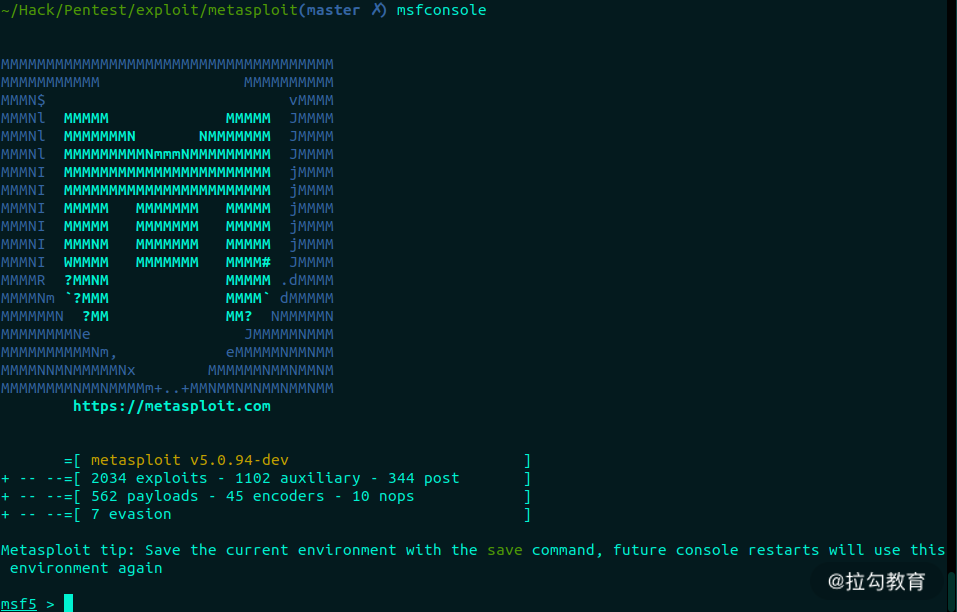 ~/Hack/Pentest/exploit/metasploit(master ✗) msfconsole
MMMMMMMMMMMMMMMMMMMMMMMMMMMMMMMMMMMMM
MMMMMMMMMMM                MMMMMMMMMM
MMMN$                           vMMMM
MMMNl  MMMMM             MMMMM  JMMMM
MMMNl  MMMMMMMN       NMMMMMMM  JMMMM
MMMNl  MMMMMMMMMNmmmNMMMMMMMMM  JMMMM
MMMNI  MMMMMMMMMMMMMMMMMMMMMMM  jMMMM
MMMNI  MMMMMMMMMMMMMMMMMMMMMMM  jMMMM
MMMNI  MMMMM   MMMMMMM   MMMMM  jMMMM
MMMNI  MMMMM   MMMMMMM   MMMMM  jMMMM
MMMNI  MMMNM   MMMMMMM   MMMMM  jMMMM
MMMNI  WMMMM   MMMMMMM   MMMM#  JMMMM
MMMMR  ?MMNM             MMMMM .dMMMM
MMMMNm `?MMM             MMMM` dMMMMM
MMMMMMN  ?MM             MM?  NMMMMMN
MMMMMMMMNe                 JMMMMMNMMM
MMMMMMMMMMNm,            eMMMMMNMMNMM
MMMMNNMNMMMMMNx        MMMMMMNMMNMMNM
MMMMMMMMNMMNMMMMm+..+MMNMMNMNMMNMMNMM
https://metasploit.com
=[ metasploit v5.0.94-dev ]
+ -- --=[ 2034 exploits - 1102 auxiliary - 344 post ]
+ -- --=[ 562 payloads - 45 encoders - 10 nops ]
+ -- --=[ 7 evasion ]
Metasploit tip: Save the current environment with the save command, future console restarts will use this
environment again
@拉勾教育
msf5 >